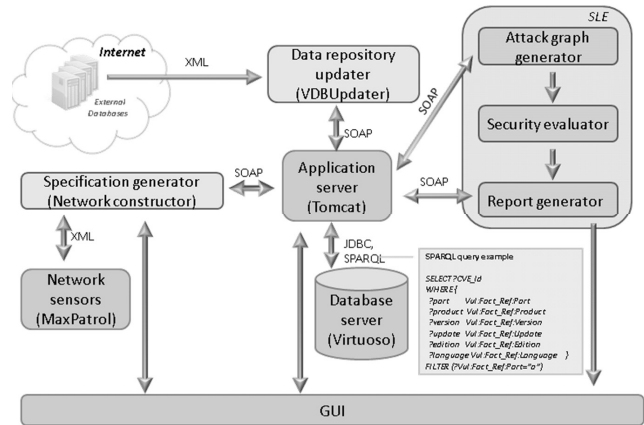 SLE
Internet
External
Databases
XML
Data repository
updater
(VDBUpdater)
SOAP
Attack graph
generator
SOAP
Security evaluator
Specification generator
(Network constructor)
SOAP
Application
server
(Tomcat)
SOAP
Report generator
XML
Network
sensors
(MaxPatrol)
JDBC,
SPARQL
Database
server
(Virtuoso)
SPARQL query example
SELECT?CVE_Id
WHERE{
?part Vul:Fact_Ref:Part
?product Vul:Fact_Ref:Product
?version Vul:Fact_Ref:Version
?update Vul:Fact_Ref:Update
?edition Vul:Fact_Ref:Edition
?language Vul:Fact_Ref:Language }
FILTER(?Vul:Fact_Ref:Part="a")
GUI